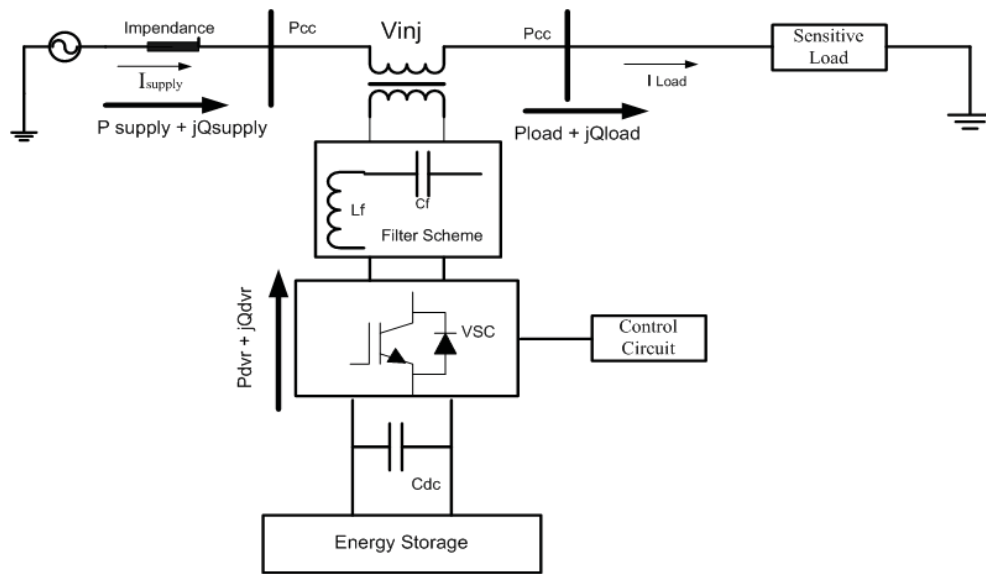 Impendance
Pcc
Vinj
Pcc
Sensitive
Load
Isupply
I Load
P supply + jQsupply
Pload + jQload
Lf
Cf
Filter Scheme
Pdvr + jQdvr
VSC
Control
Circuit
Cdc
Energy Storage